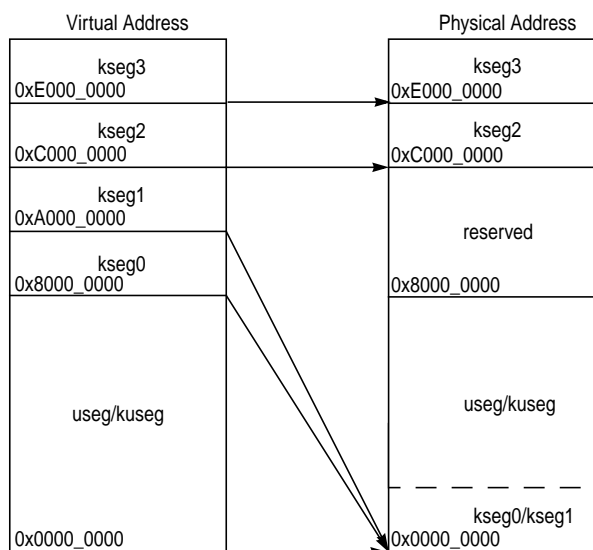 Virtual Address
kseg3
0xE000_0000
kseg2
0xC000_0000
kseg1
0xA000_0000
kseg0
0x8000_0000
useg/kuseg
0x0000_0000
Physical Address
kseg3
0xE000_0000
kseg2
0xC000_0000
reserved
0x8000_0000
useg/kuseg
kseg0/kseg1
0x0000_0000